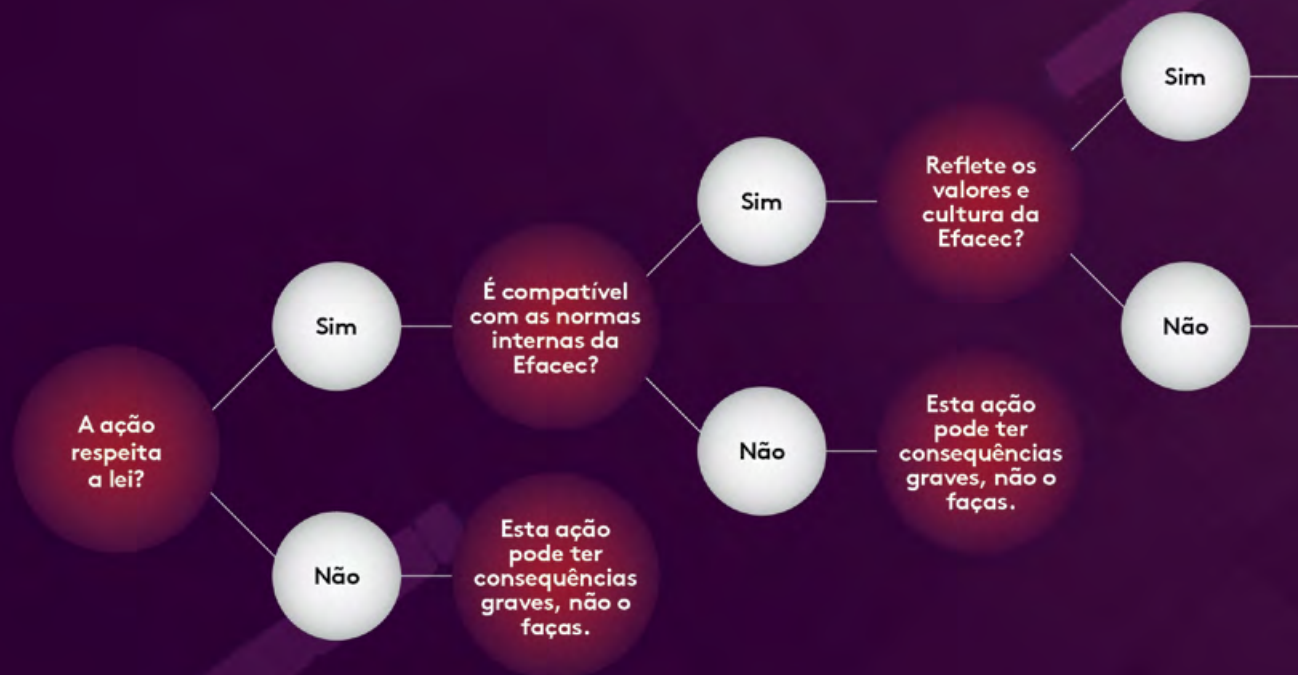 A ação
respeita
a lei?
Sim
É compatível
com as normas
internas da
Efacec?
Sim
Reflete os
valores e
cultura da
Efacec?
Sim
Não
Não
Esta ação
pode ter
consequências
graves, não o
faças.
Não
Esta ação
pode ter
consequências
graves, não o
faças.